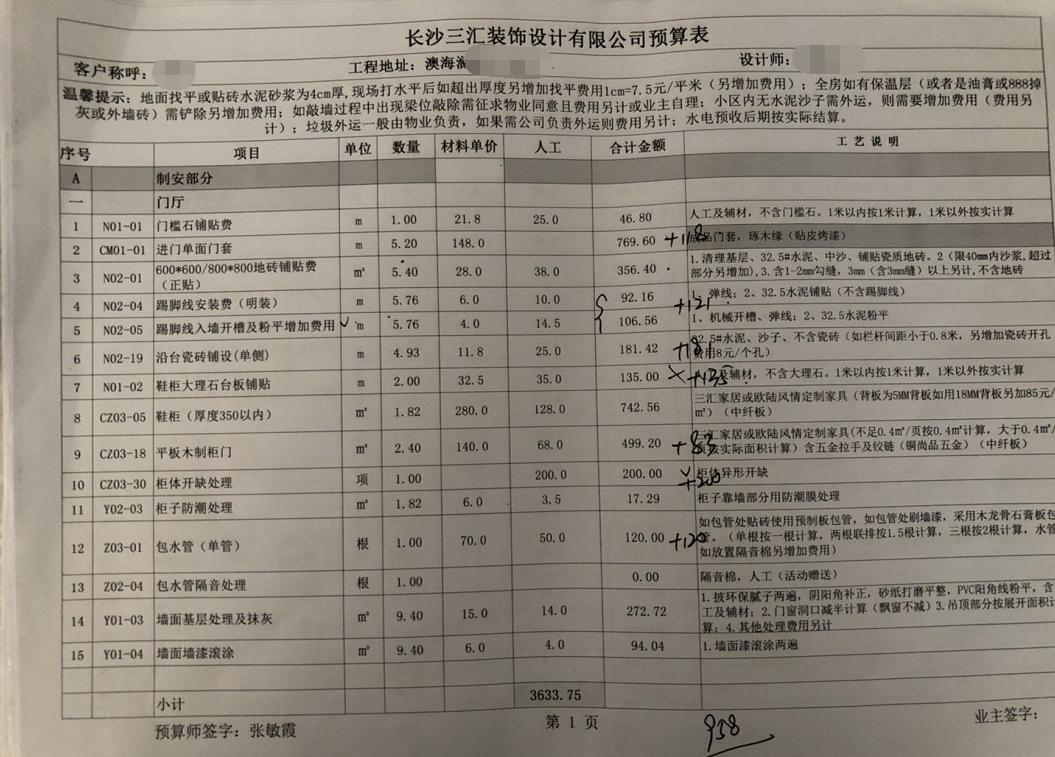 长沙三汇装饰设计有限公司预算表
客户称呼: 工程地址: 澳海 设计师:
温馨提示: 地面找平或贴砖水泥砂浆为4cm厚,现场打水平后如超出厚度另增加找平费用1cm=7.5元/平米(另增加费用); 全房如有保温层(或者是油膏或888掉
灰或外墙砖)需铲除另增加费用; 如敲墙过程中出现梁位敲除需征求物业同意且费用另计或业主自理; 小区内无水泥沙子需外运, 则需要增加费用(费用另
计); 垃圾外运一般由物业负责, 如果需公司负责外运则费用另计; 水电预收后期按实际结算。
序号 项目 单位 数量 材料单价 人工 合计金额 工 艺 说 明
A 制安部分
一 门厅
1 N01-01 门槛石铺贴费 m 1.00 21.8 25.0 46.80 人工及辅材, 不含门槛石。1米以内按1米计算, 1米以外按实计算
2 CM01-01 进门单面门套 m 5.20 148.0 769.60 品门套, 琢木缘(贴皮烤漆)
3 N02-01 600*600/800*800地砖铺贴费 m² 5.40 28.0 38.0 356.40 1.清理基层、32.5#水泥、中沙、铺贴瓷质地砖。2(限40mm内沙浆, 超过
(正贴) 部分另增加),3.含1-2mm勾缝, 3mm(含3mm缝)以上另计,不含地砖
4 N02-04 踢脚线安装费(明装) m 5.76 6.0 10.0 92.16 +121 1、弹线; 2、32.5水泥铺贴(不含踢脚线)
5 N02-05 踢脚线入墙开槽及粉平增加费用 m 5.76 4.0 14.5 106.56 1、机械开槽、弹线; 2、32.5水泥粉平
6 N02-19 沿台瓷砖铺设(单侧) m 4.93 11.8 25.0 181.42 32.5#水泥、沙子、不含瓷砖(如栏杆间距小于0.8米, 另增加瓷砖开孔
费用8元/个孔)
7 N01-02 鞋柜大理石台板铺贴 m 2.00 32.5 35.0 135.00 +135 及辅材, 不含大理石。1米以内按1米计算, 1米以外按实计算
8 CZ03-05 鞋柜(厚度350以内) m² 1.82 280.0 128.0 742.56 三汇家居或欧陆风情定制家具(背板为5MM背板如用18MM背板另加85元/
m²)(中纤板)
9 CZ03-18 平板木制柜门 m² 2.40 140.0 68.0 499.20 +83 三汇家居或欧陆风情定制家具(不足0.4㎡/页按0.4㎡计算, 大于0.4㎡/
按实际面积计算)含五金拉手及铰链(铜尚品五金)(中纤板)
10 CZ03-30 柜体开缺处理 项 1.00 200.0 200.00 +200 柜体异形开缺
11 Y02-03 柜子防潮处理 m² 1.82 6.0 3.5 17.29 柜子靠墙部分用防潮膜处理
12 Z03-01 包水管(单管) 根 1.00 70.0 50.0 120.00 +120 如包管处贴砖使用预制板包管, 如包管处刷墙漆, 采用木龙骨石膏板包
管。(单根按一根计算, 两根联排按1.5根计算, 三根按2根计算, 水管
如放置隔音棉另增加费用)
13 Z02-04 包水管隔音处理 根 1.00 0.00 隔音棉, 人工(活动赠送)
14 Y01-03 墙面基层处理及抹灰 m² 9.40 15.0 14.0 272.72 1.披环保腻子两遍, 阴阳角补正, 砂纸打磨平整, PVC阳角线粉平, 含
工及辅材; 2.门窗洞口减半计算(飘窗不减)3.吊顶部分按展开面积计
算; 4.其他处理费用另计
15 Y01-04 墙面墙漆滚涂 m² 9.40 6.0 4.0 94.04 1.墙面漆滚涂两遍
小计 3633.75
预算师签字: 张敏霞 第 1 页 958 业主签字: